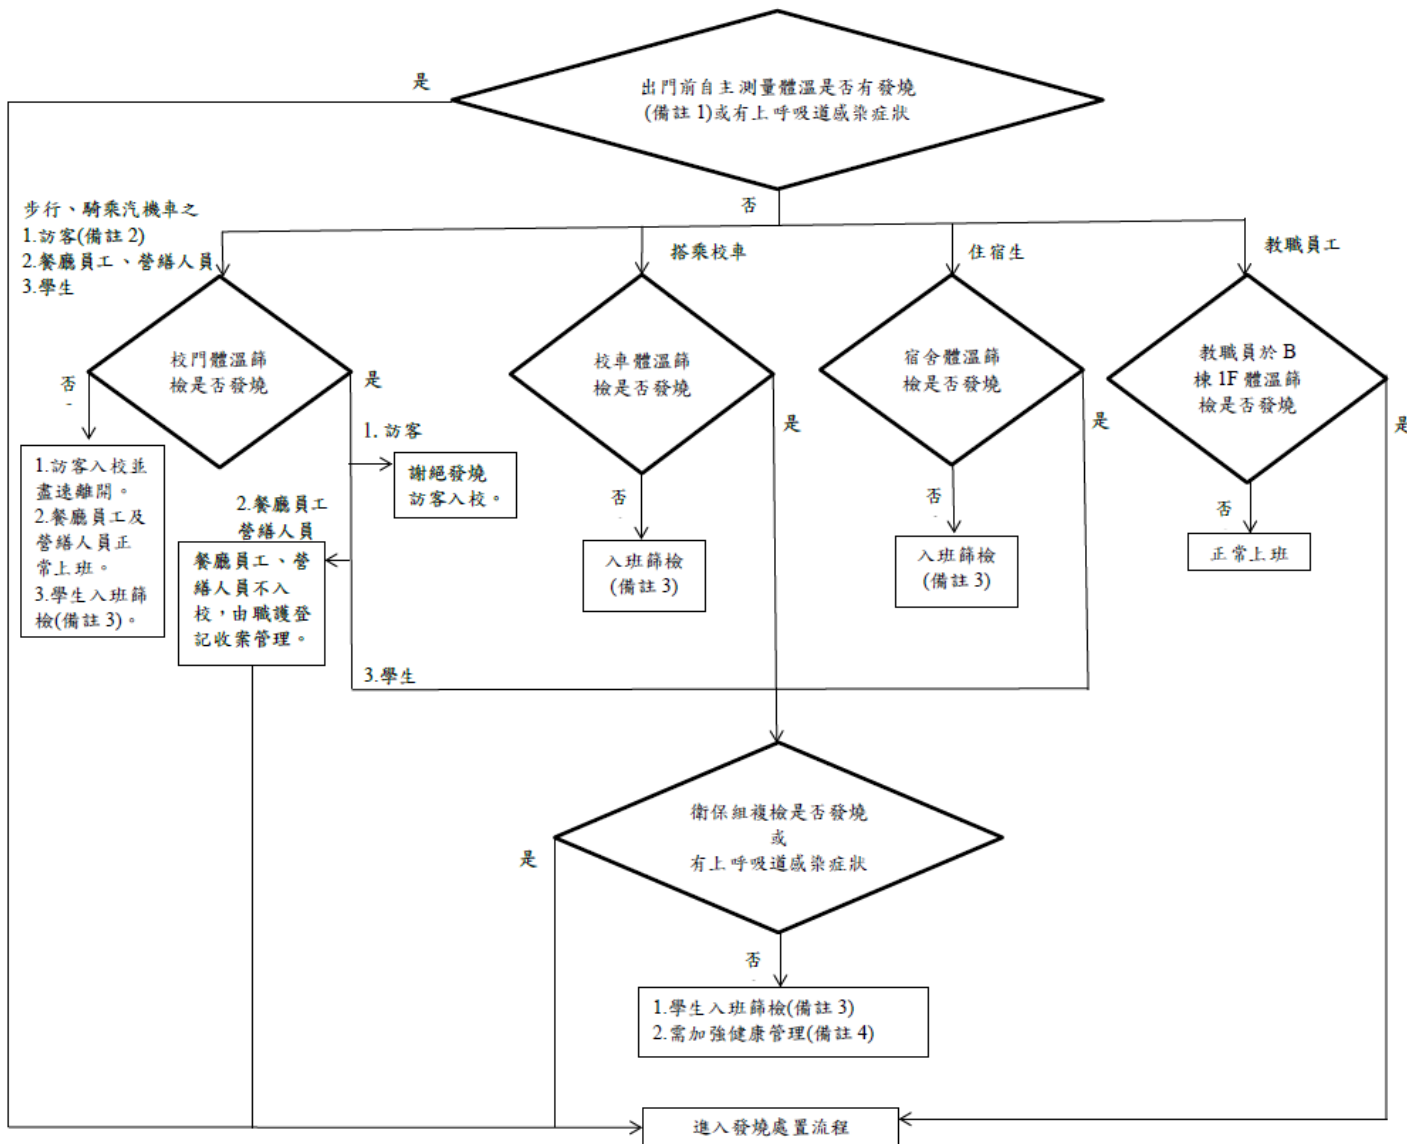 出門前自主測量體溫是否有發燒
(備註 1)或有上呼吸道感染症狀
是
否
步行、騎乘汽機車之
1.訪客(備註 2)
2.餐廳員工、營繕人員
3.學生
搭乘校車
住宿生
教職員工
校門體溫篩
檢是否發燒
否
是
校車體溫篩
檢是否發燒
是
否
宿舍體溫篩
檢是否發燒
是
否
教職員於 B
棟 1F 體溫篩
檢是否發燒
是
否
1.訪客入校並
盡速離開。
2.餐廳員工及
營繕人員正
常上班。
3.學生入班篩
檢(備註 3)。
1. 訪客
謝絕發燒
訪客入校。
2.餐廳員工
營繕人員
餐廳員工、營
繕人員不入
校，由職護登
記收案管理。
3.學生
入班篩檢
(備註 3)
入班篩檢
(備註 3)
正常上班
衛保組複檢是否發燒
或
有上呼吸道感染症狀
是
否
1.學生入班篩檢(備註 3)
2.需加強健康管理(備註 4)
進入發燒處置流程